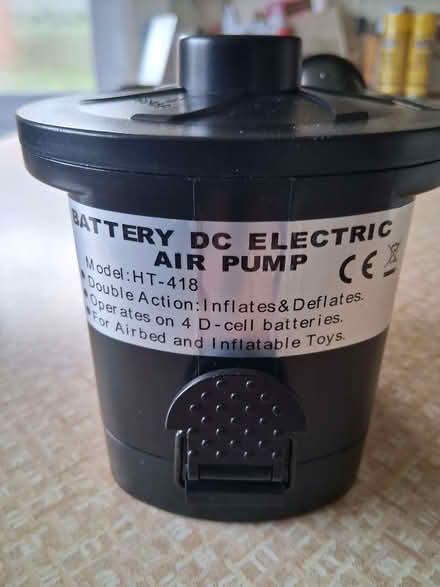 BATTERY DC ELECTRIC
AIR PUMP
CE
Model:HT-418
Double Action:Inflates&Deflates.
Operates on 4 D-cell batteries.
For Airbed and Inflatable Toys.